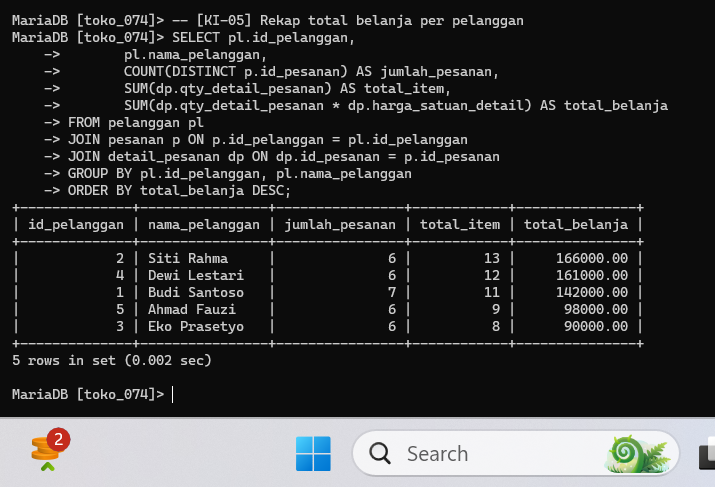 MariaDB [toko_074]> -- [KI-05] Rekap total belanja per pelanggan
MariaDB [toko_074]> SELECT pl.id_pelanggan,
    ->        pl.nama_pelanggan,
    ->        COUNT(DISTINCT p.id_pesanan) AS jumlah_pesanan,
    ->        SUM(dp.qty_detail_pesanan) AS total_item,
    ->        SUM(dp.qty_detail_pesanan * dp.harga_satuan_detail) AS total_belanja
    -> FROM pelanggan pl
    -> JOIN pesanan p ON p.id_pelanggan = pl.id_pelanggan
    -> JOIN detail_pesanan dp ON dp.id_pesanan = p.id_pesanan
    -> GROUP BY pl.id_pelanggan, pl.nama_pelanggan
    -> ORDER BY total_belanja DESC;
+--------------+----------------+----------------+------------+---------------+
| id_pelanggan | nama_pelanggan | jumlah_pesanan | total_item | total_belanja |
+--------------+----------------+----------------+------------+---------------+
|            2 | Siti Rahma     |              6 |         13 |     166000.00 |
|            4 | Dewi Lestari   |              6 |         12 |     161000.00 |
|            1 | Budi Santoso   |              7 |         11 |     142000.00 |
|            5 | Ahmad Fauzi    |              6 |          9 |      98000.00 |
|            3 | Eko Prasetyo   |              6 |          8 |      90000.00 |
+--------------+----------------+----------------+------------+---------------+
5 rows in set (0.002 sec)
MariaDB [toko_074]>
2
Search